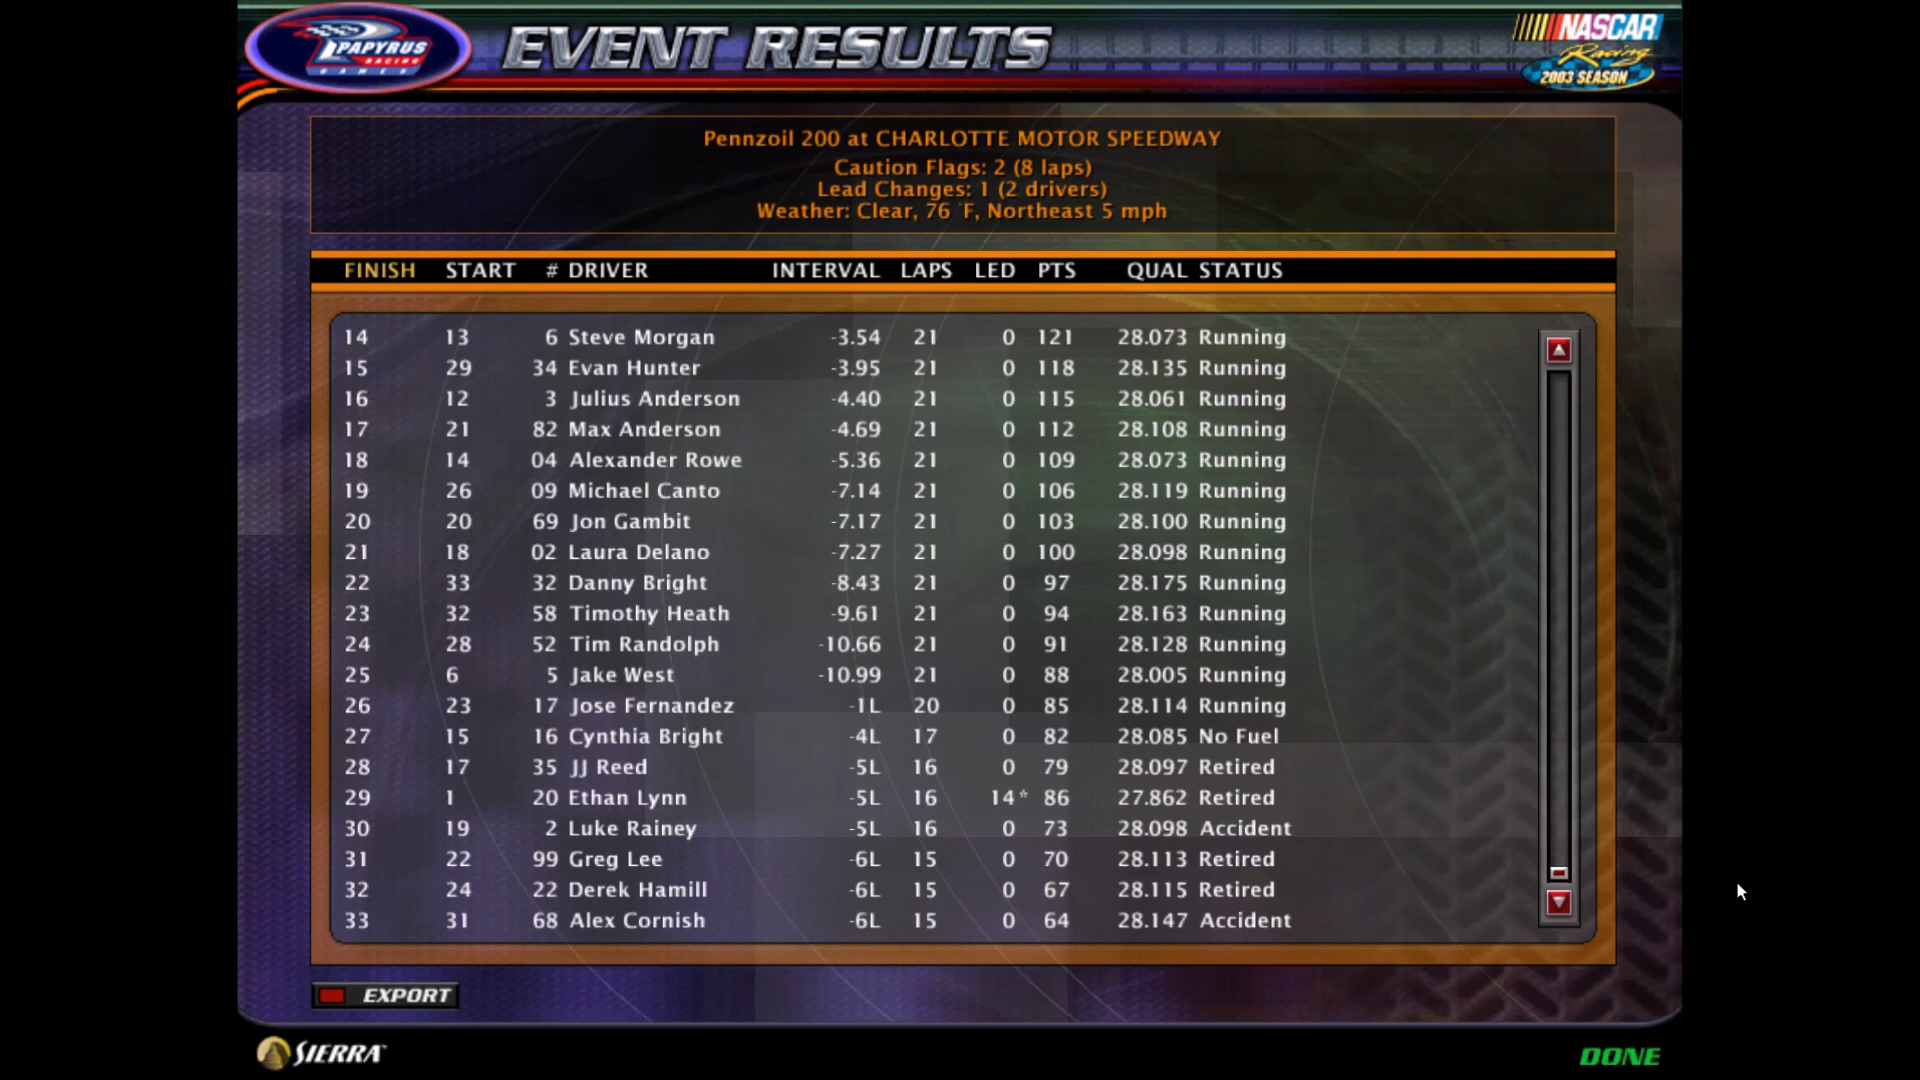 PAPYRUS
RACING
GAMES
EVENT RESULTS
NASCAR
Racing
2003 SEASON
Pennzoil 200 at CHARLOTTE MOTOR SPEEDWAY
Caution Flags: 2 (8 laps)
Lead Changes: 1 (2 drivers)
Weather: Clear, 76 °F, Northeast 5 mph
FINISH START # DRIVER INTERVAL LAPS LED PTS QUAL STATUS
14 13 6 Steve Morgan -3.54 21 0 121 28.073 Running
15 29 34 Evan Hunter -3.95 21 0 118 28.135 Running
16 12 3 Julius Anderson -4.40 21 0 115 28.061 Running
17 21 82 Max Anderson -4.69 21 0 112 28.108 Running
18 14 04 Alexander Rowe -5.36 21 0 109 28.073 Running
19 26 09 Michael Canto -7.14 21 0 106 28.119 Running
20 20 69 Jon Gambit -7.17 21 0 103 28.100 Running
21 18 02 Laura Delano -7.27 21 0 100 28.098 Running
22 33 32 Danny Bright -8.43 21 0 97 28.175 Running
23 32 58 Timothy Heath -9.61 21 0 94 28.163 Running
24 28 52 Tim Randolph -10.66 21 0 91 28.128 Running
25 6 5 Jake West -10.99 21 0 88 28.005 Running
26 23 17 Jose Fernandez -1L 20 0 85 28.114 Running
27 15 16 Cynthia Bright -4L 17 0 82 28.085 No Fuel
28 17 35 JJ Reed -5L 16 0 79 28.097 Retired
29 1 20 Ethan Lynn -5L 16 14* 86 27.862 Retired
30 19 2 Luke Rainey -5L 16 0 73 28.098 Accident
31 22 99 Greg Lee -6L 15 0 70 28.113 Retired
32 24 22 Derek Hamill -6L 15 0 67 28.115 Retired
33 31 68 Alex Cornish -6L 15 0 64 28.147 Accident
EXPORT
SIERRA
DONE